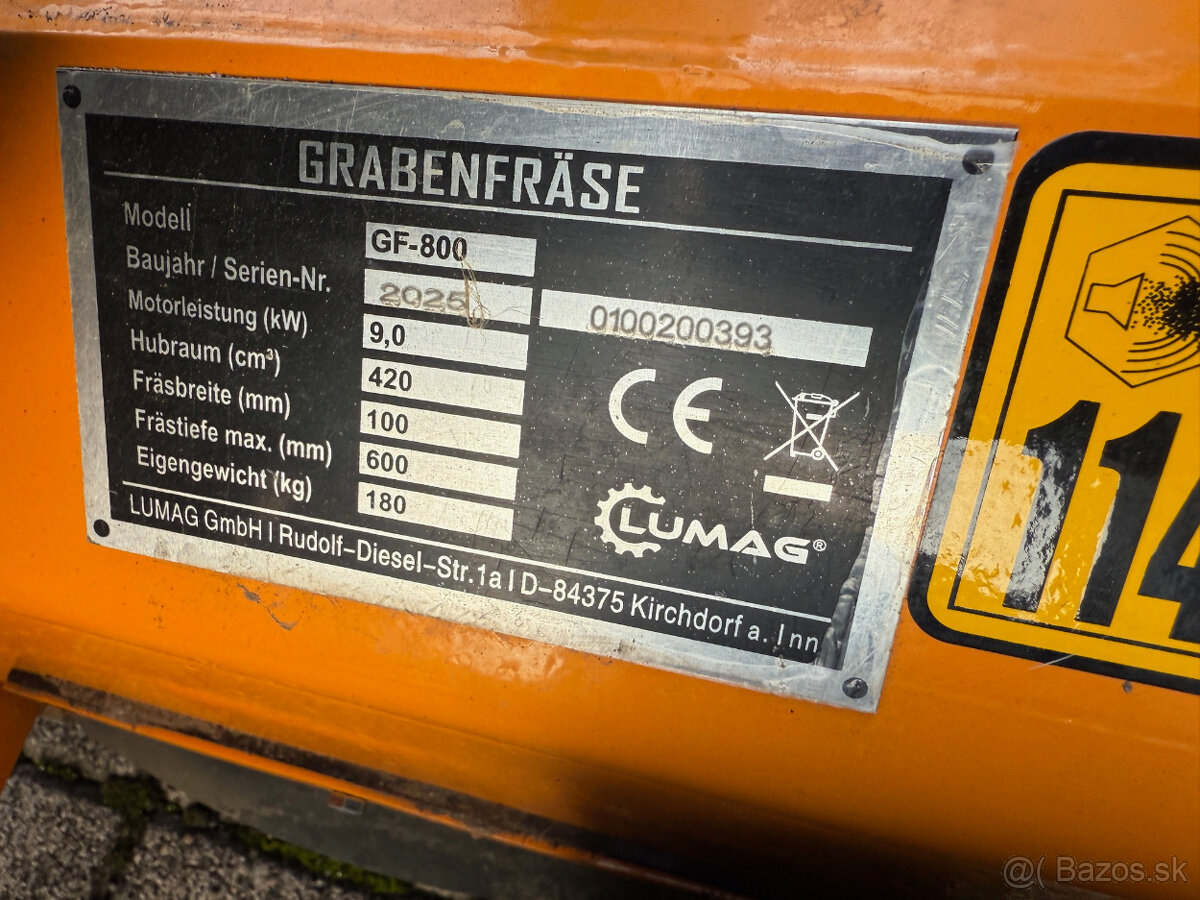 GRABENFRÄSE
Modell GF-800
Baujahr / Serien-Nr. 2025 0100200393
Motorleistung (kW) 9,0
Hubraum (cm³) 420
Fräsbreite (mm) 100
Frästiefe max. (mm) 600
Eigengewicht (kg) 180
CE
LUMAG®
LUMAG GmbH I Rudolf-Diesel-Str.1a I D-84375 Kirchdorf a. Inn
114
@( Bazos.sk